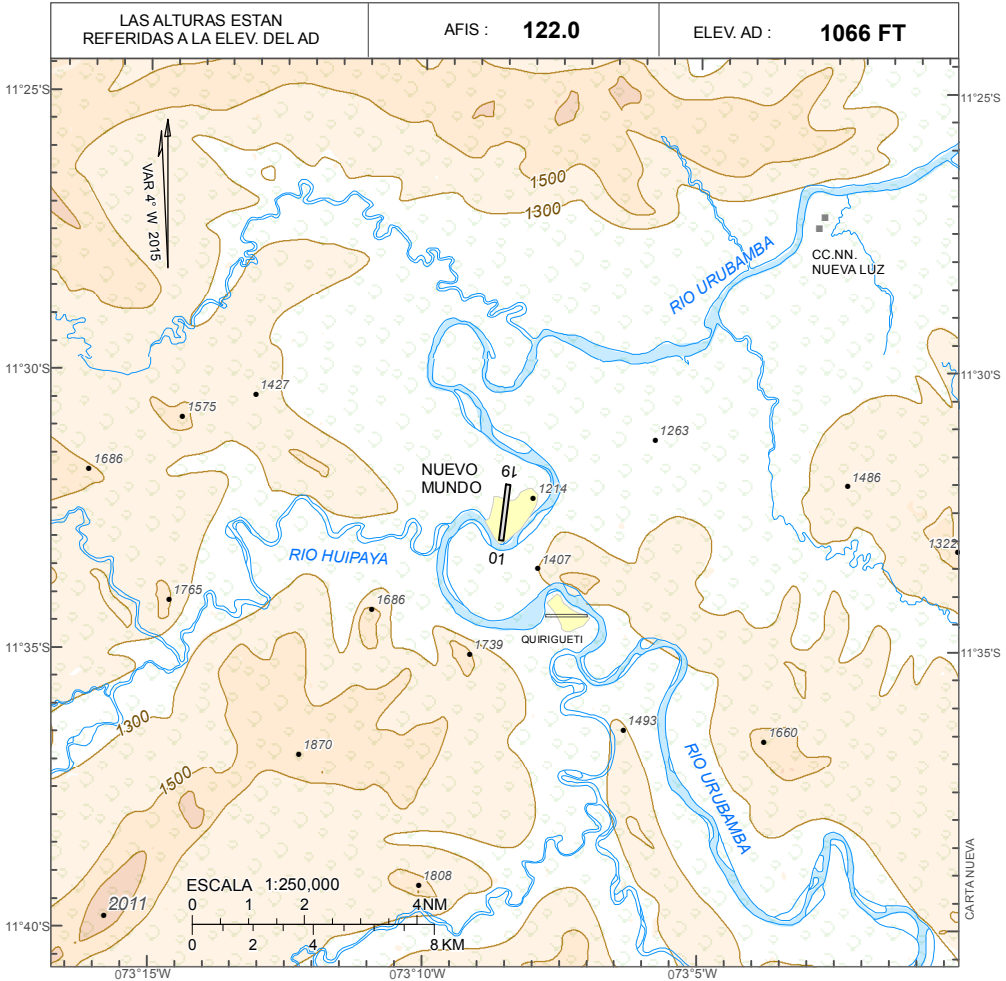 LAS ALTURAS ESTAN
REFERIDAS A LA ELEV. DEL AD
AFIS : 122.0
ELEV. AD : 1066 FT
11°25'S
11°25'S
VAR 4° W 2015
1500
1300
RIO URUBAMBA
CC.NN.
NUEVA LUZ
11°30'S
11°30'S
1427
1575
1263
1686
NUEVO
MUNDO
19
1214
1486
01
RIO HUIPAYA
1407
1322
1765
1686
QUIRIGUETI
11°35'S
11°35'S
1739
1300
1493
1660
1870
RIO URUBAMBA
1500
1808
ESCALA 1:250,000
0 1 2 4NM
0 2 4 8 KM
2011
11°40'S
CARTA NUEVA
073°15'W
073°10'W
073°5'W